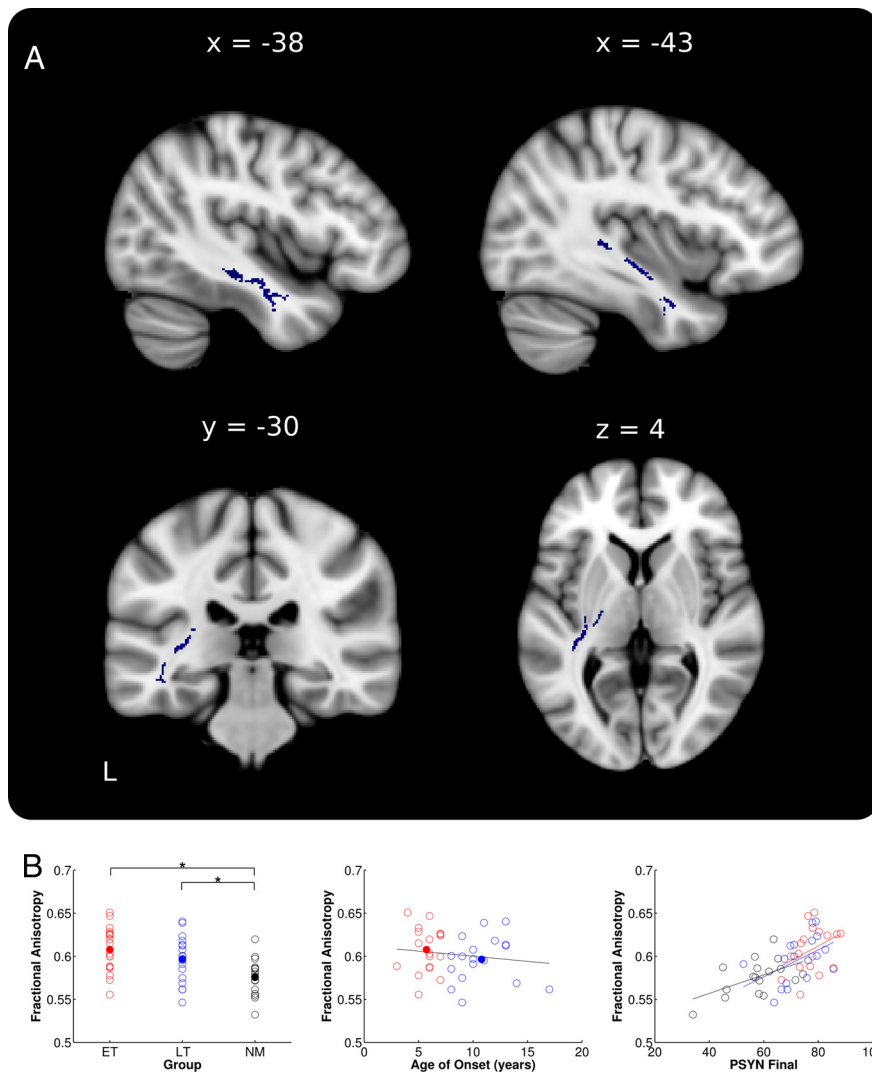 A
x = -38
x = -43
y = -30
z = 4
L
B
* 
*
0.7
0.65
0.6
0.55
0.5
Fractional Anisotropy
ET LT NM
Group
0.7
0.65
0.6
0.55
0.5
Fractional Anisotropy
0 5 10 15 20
Age of Onset (years)
0.7
0.65
0.6
0.55
0.5
Fractional Anisotropy
20 40 60 80
PSYN Final